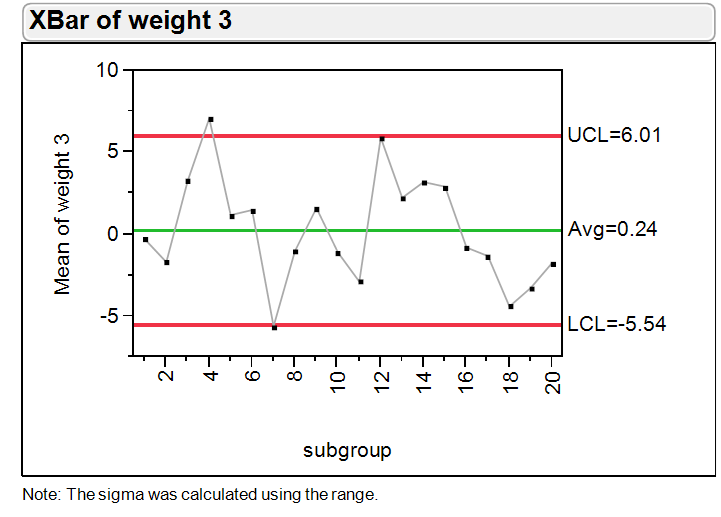 XBar of weight 3
10
5
0
-5
Mean of weight 3
UCL=6.01
Avg=0.24
LCL=-5.54
2 4 6 8 10 12 14 16 18 20
subgroup
Note: The sigma was calculated using the range.